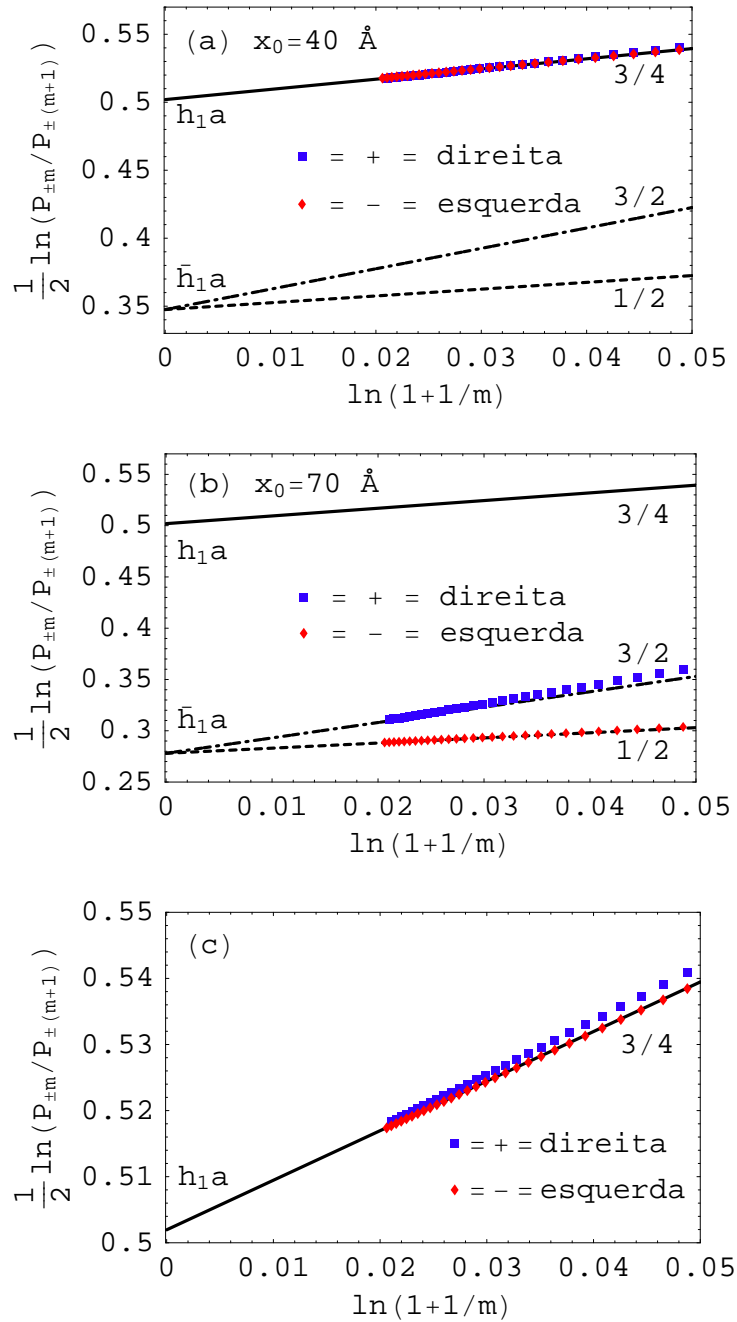 (a) x₀=40 Å
0.55
0.5
0.45
0.4
0.35
½ ln(P±m/P±(m+1))
h₁a
3/4
■ = + = direita
♦ = - = esquerda
3/2
h̄₁a
1/2
0 0.01 0.02 0.03 0.04 0.05
ln(1+1/m)
(b) x₀=70 Å
0.55
0.5
0.45
0.4
0.35
0.3
0.25
½ ln(P±m/P±(m+1))
3/4
h₁a
■ = + = direita
♦ = - = esquerda
3/2
h̄₁a
1/2
0 0.01 0.02 0.03 0.04 0.05
ln(1+1/m)
(c)
0.55
0.54
0.53
0.52
0.51
0.5
½ ln(P±m/P±(m+1))
3/4
h₁a
■ = + = direita
♦ = - = esquerda
0 0.01 0.02 0.03 0.04 0.05
ln(1+1/m)